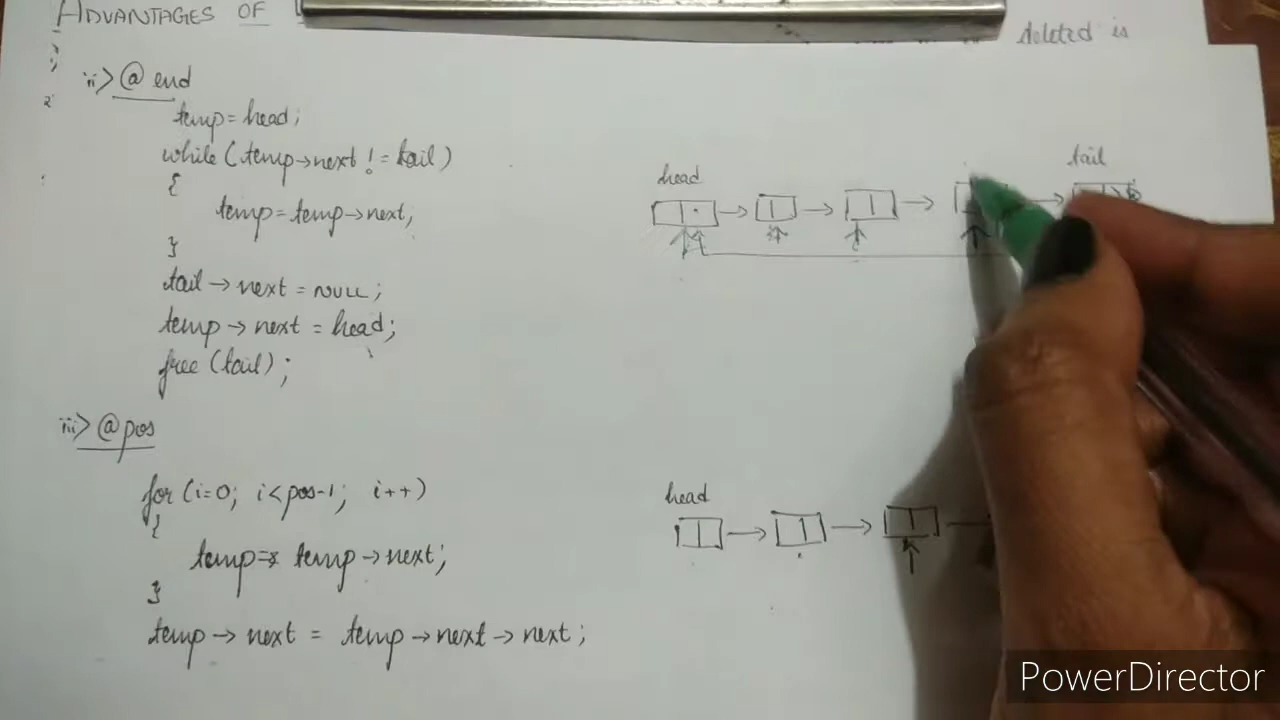 ADVANTAGES OF
deleted is
ii> @ end
temp = head;
while (temp→next != tail)
{
temp = temp→next;
}
tail → next = NULL;
temp → next = head;
free (tail);
head
tail
iii> @ pos
for (i=0; i<pos-1; i++)
{
temp = temp → next;
}
temp → next = temp → next → next;
head
PowerDirector